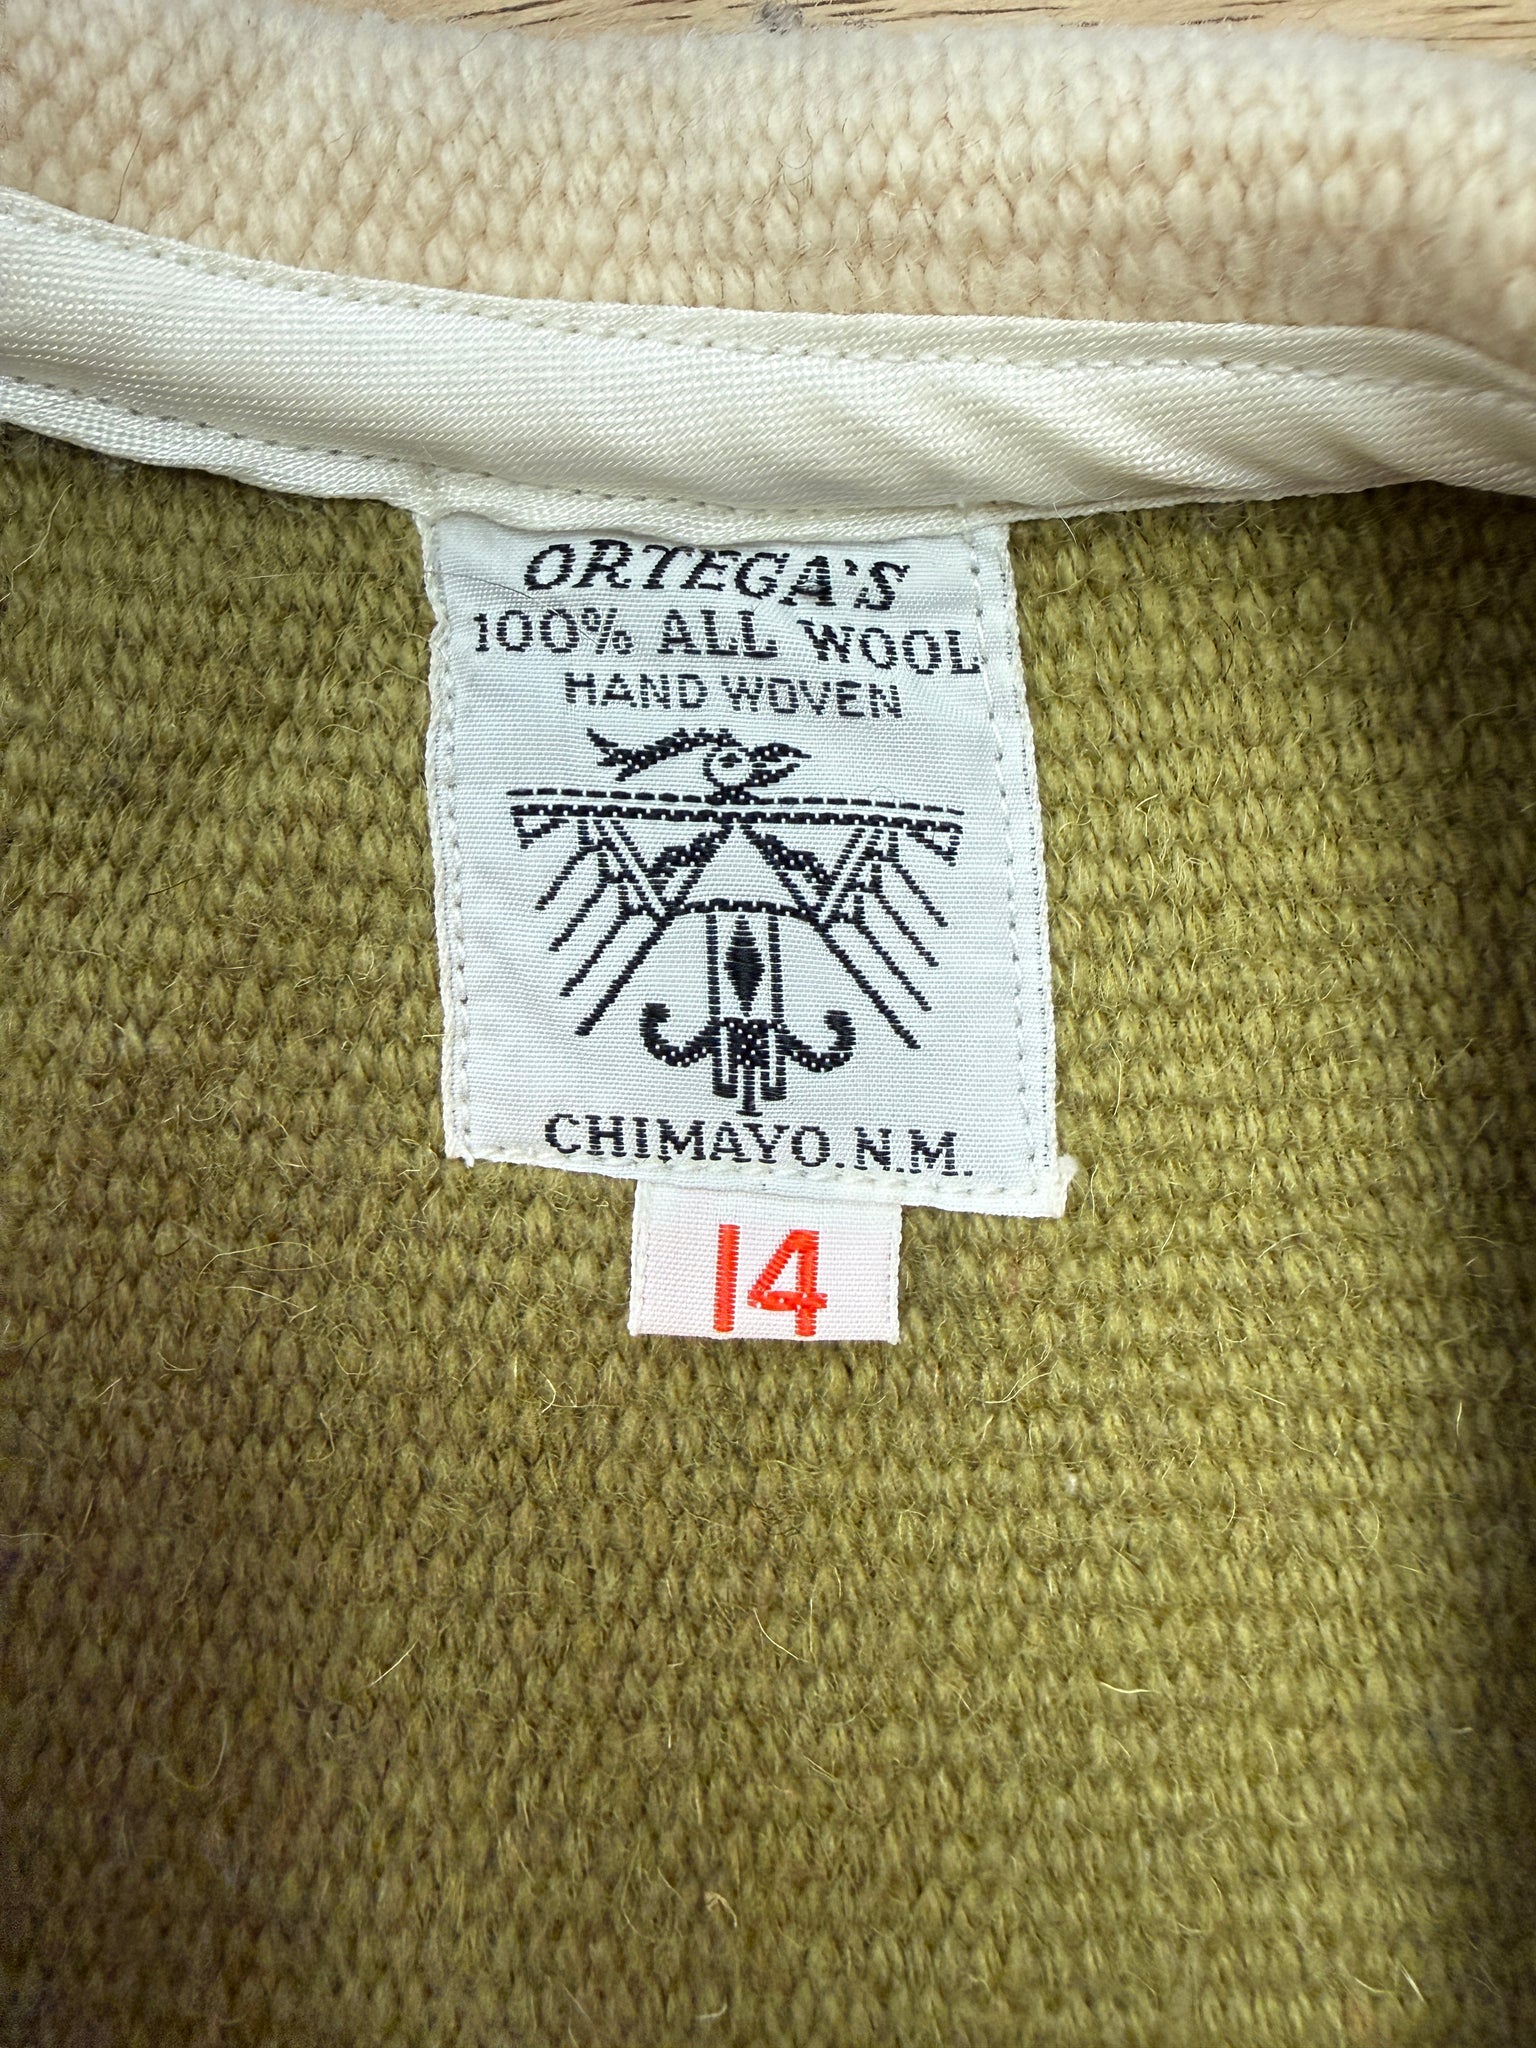 ORTEGA'S
100% ALL WOOL
HAND WOVEN
CHIMAYO.N.M.
14